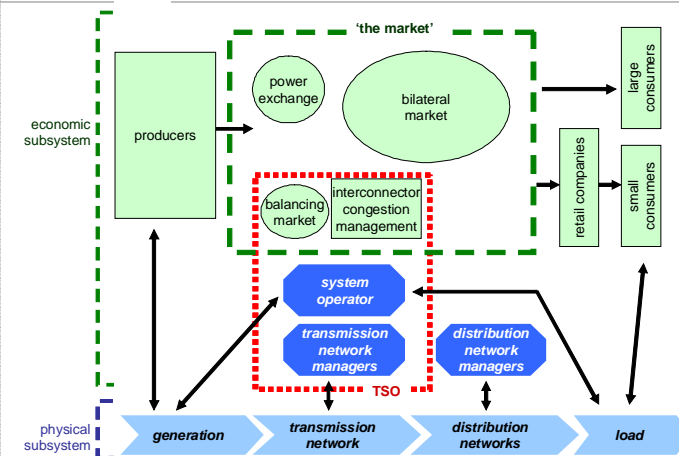 ‘the market’
economic
subsystem
producers
power
exchange
bilateral
market
large
consumers
retail companies
small
consumers
balancing
market
interconnector
congestion
management
system
operator
transmission
network
managers
distribution
network
managers
TSO
physical
subsystem
generation
transmission
network
distribution
networks
load